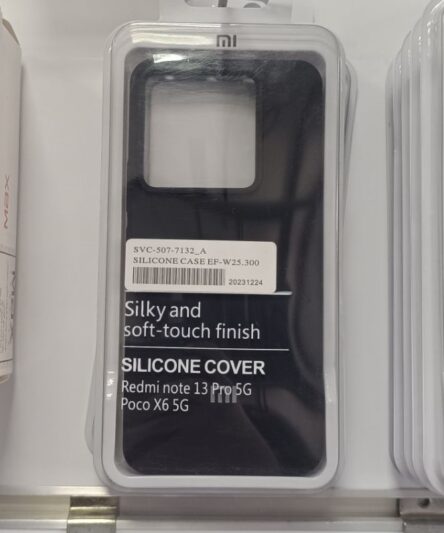 mi
SVC-507-7132_A
SILICONE CASE EF-W25.300
20231224
Silky and
soft-touch finish
SILICONE COVER
Redmi note 13 Pro 5G
Poco X6 5G
mi